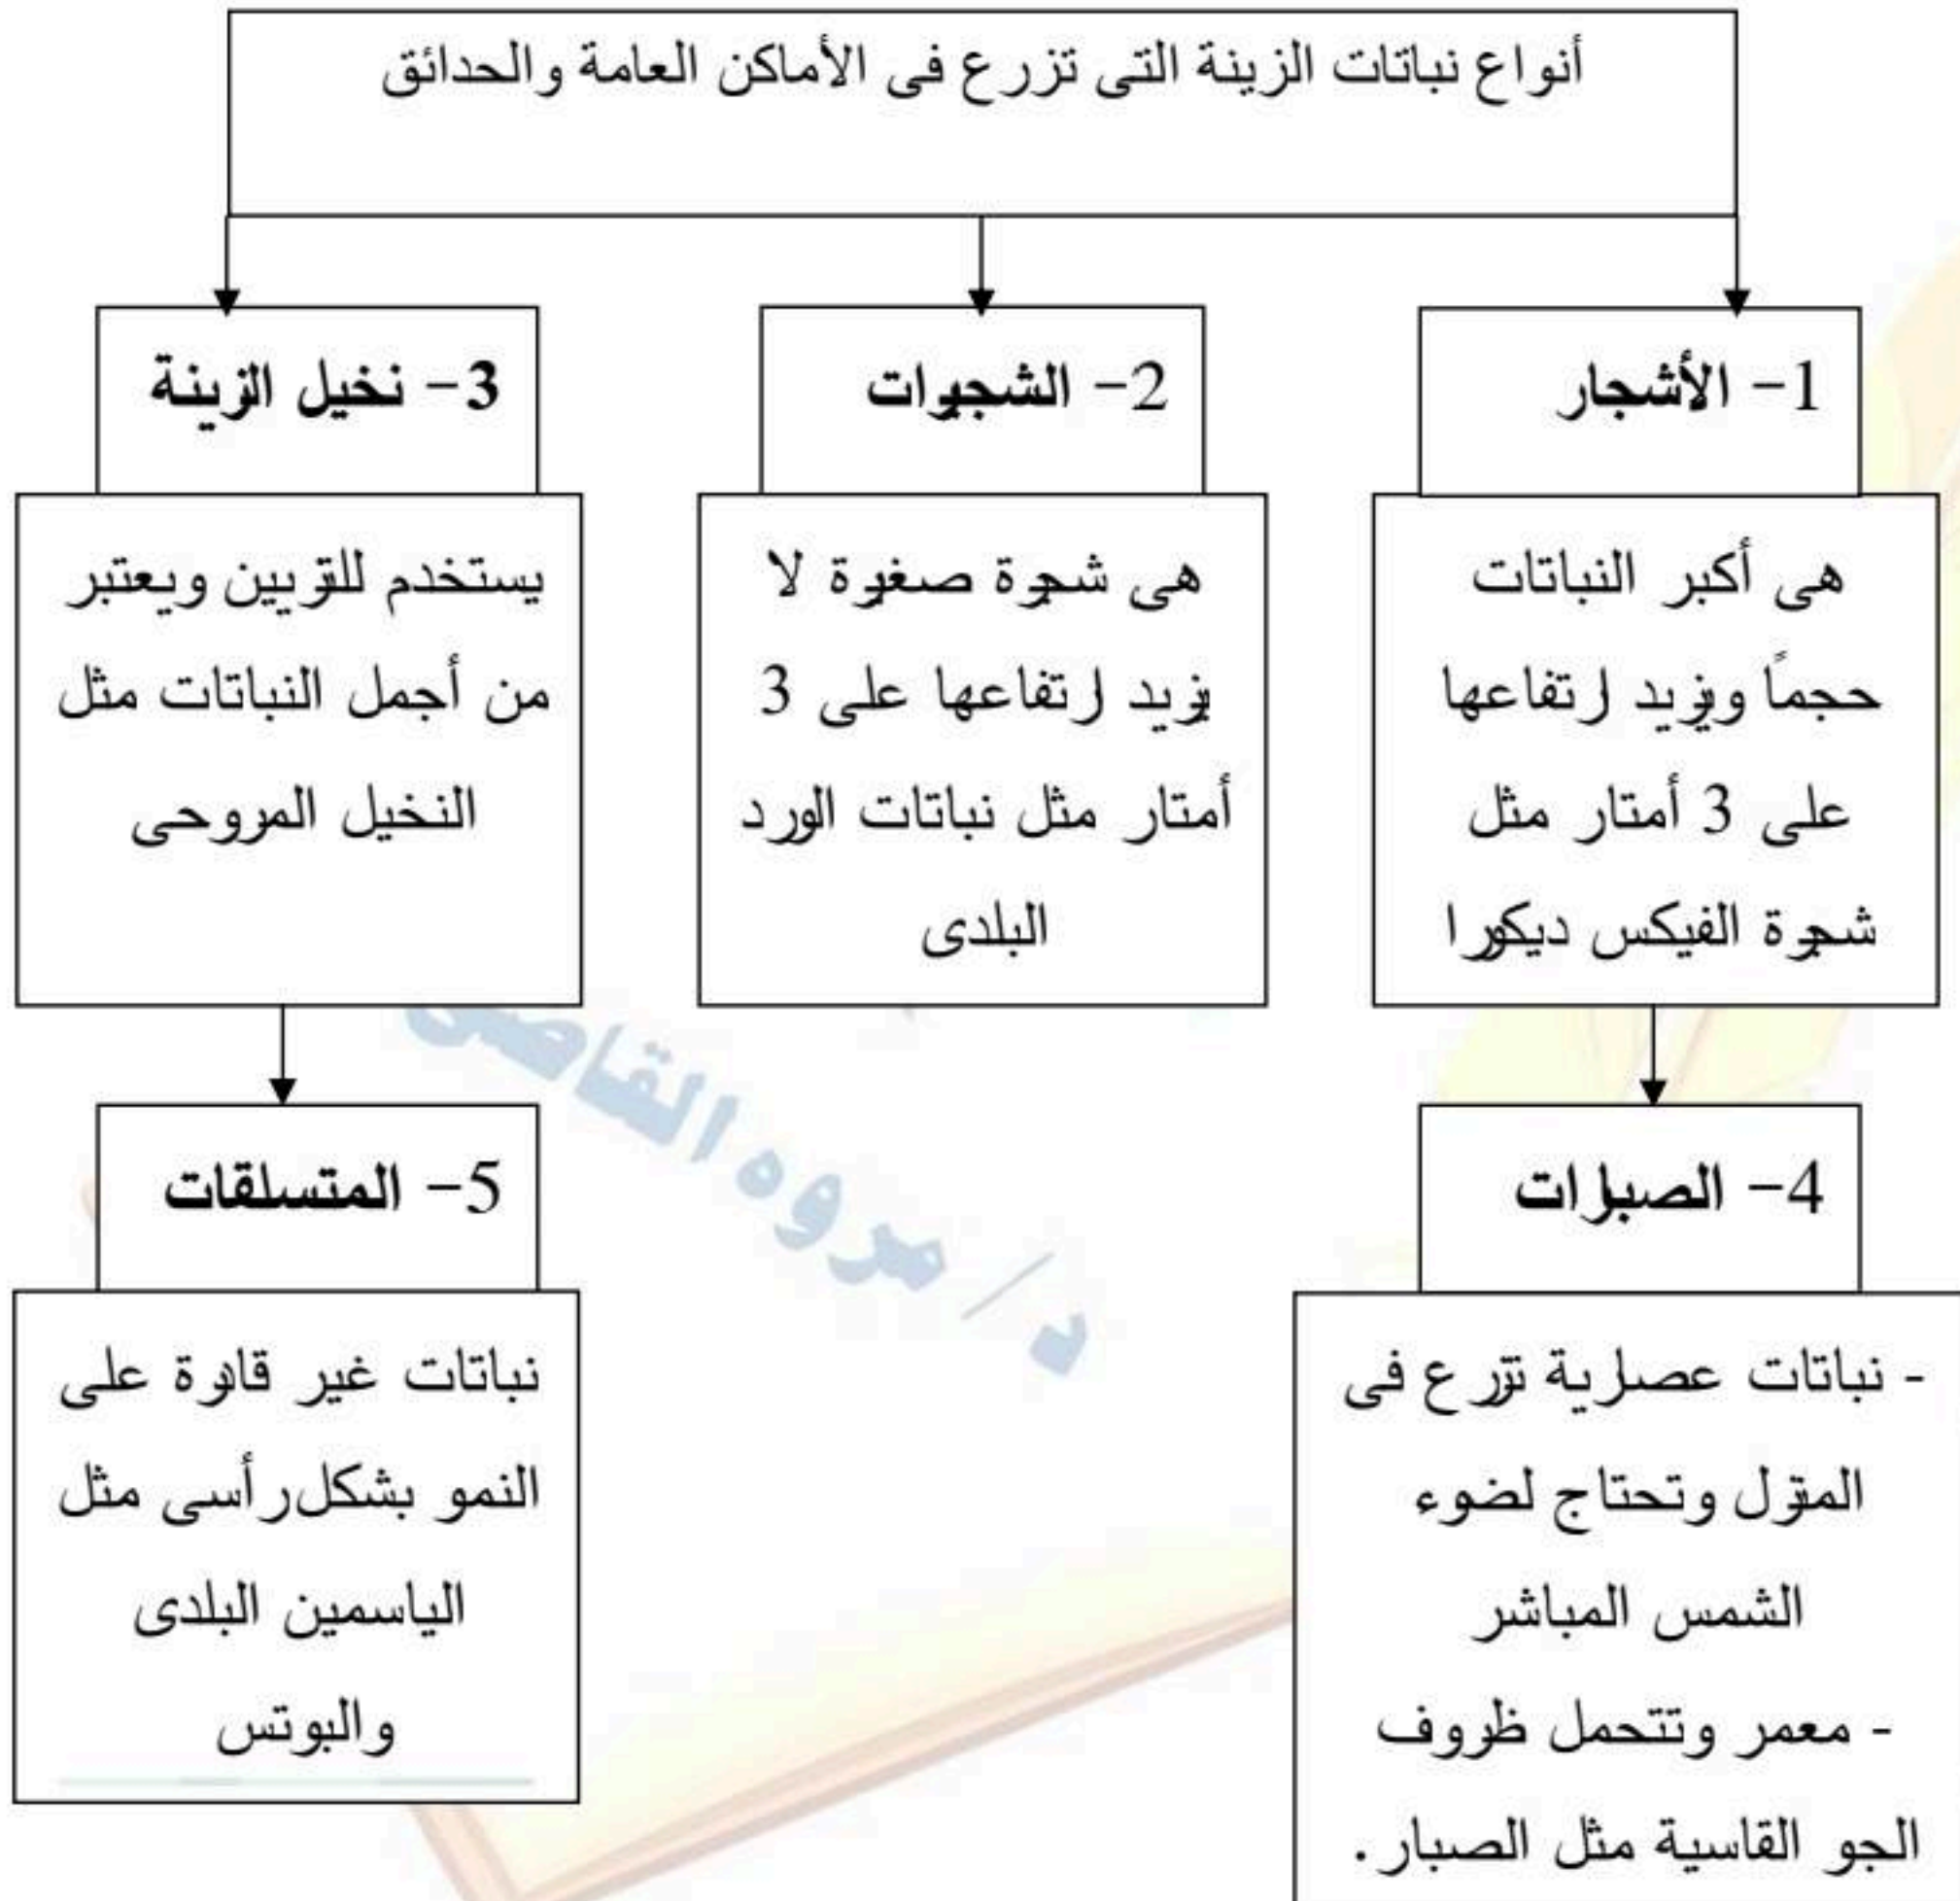 أنواع نباتات الزينة التى تزرع فى الأماكن العامة والحدائق
1- الأشجار
هى أكبر النباتات
حجماً ويزيد ارتفاعها
على 3 أمتار مثل
شجرة الفيكس ديكورا
2- الشجيرات
هى شجرة صغيرة لا
يزيد ارتفاعها على 3
أمتار مثل نباتات الورد
البلدى
3- نخيل الزينة
يستخدم للتزيين ويعتبر
من أجمل النباتات مثل
النخيل المروحى
4- الصبارات
- نباتات عصارية تزرع فى
المنزل وتحتاج لضوء
الشمس المباشر
- معمر وتتحمل ظروف
الجو القاسية مثل الصبار.
5- المتسلقات
نباتات غير قادرة على
النمو بشكل رأسى مثل
الياسمين البلدى
والبوتس
د/ مروه القاضى